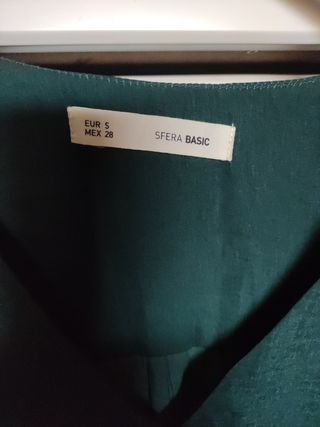 EUR S
MEX 28
SFERA BASIC